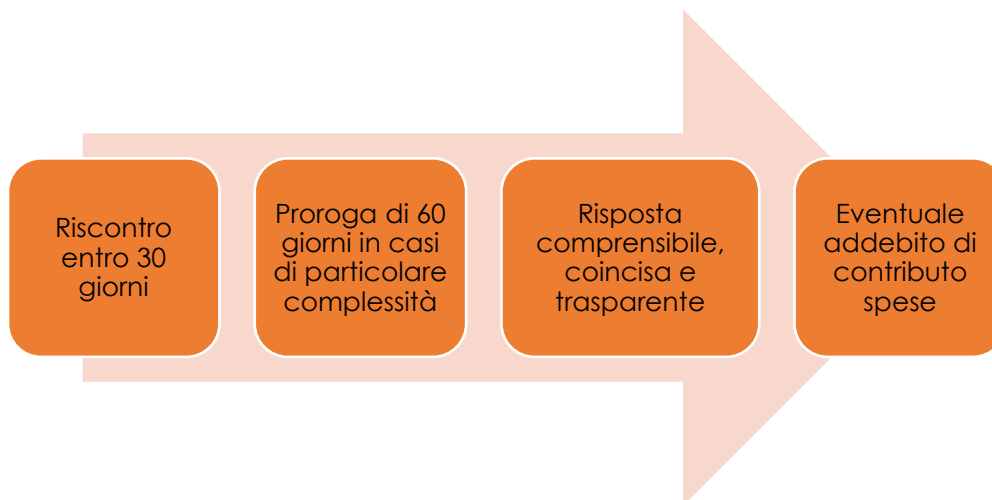 Riscontro
entro 30
giorni
Proroga di 60
giorni in casi
di particolare
complessità
Risposta
comprensibile,
coincisa e
trasparente
Eventuale
addebito di
contributo
spese